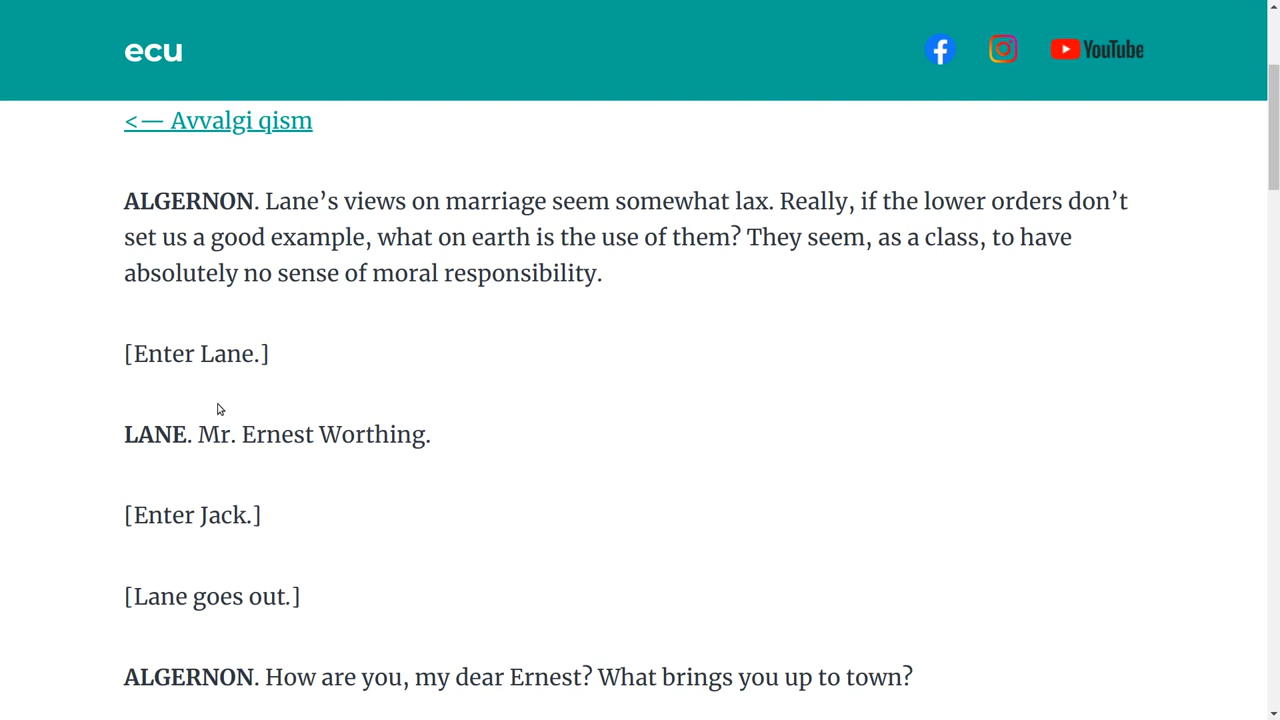 ecu
YouTube
<— Avvalgi qism
ALGERNON. Lane’s views on marriage seem somewhat lax. Really, if the lower orders don’t
set us a good example, what on earth is the use of them? They seem, as a class, to have
absolutely no sense of moral responsibility.
[Enter Lane.]
LANE. Mr. Ernest Worthing.
[Enter Jack.]
[Lane goes out.]
ALGERNON. How are you, my dear Ernest? What brings you up to town?